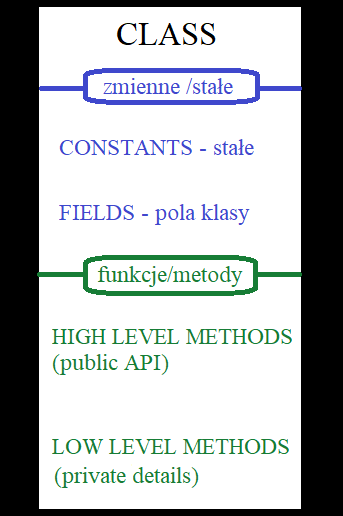 CLASS
zmienne /stałe
CONSTANTS - stałe
FIELDS - pola klasy
funkcje/metody
HIGH LEVEL METHODS
(public API)
LOW LEVEL METHODS
(private details)